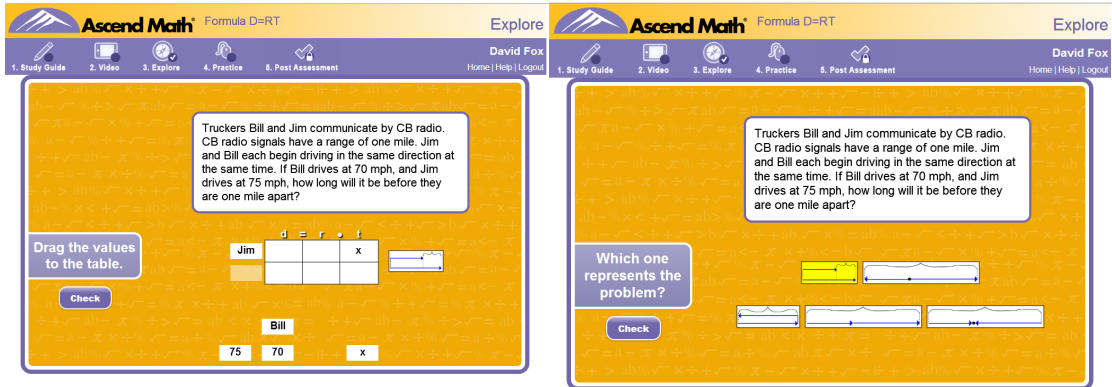 Ascend Math® Formula D=RT Explore
David Fox
1. Study Guide 2. Video 3. Explore 4. Practice 5. Post Assessment Home | Help | Logout
Truckers Bill and Jim communicate by CB radio.
CB radio signals have a range of one mile. Jim
and Bill each begin driving in the same direction at
the same time. If Bill drives at 70 mph, and Jim
drives at 75 mph, how long will it be before they
are one mile apart?
d = r • t
Drag the values
to the table.
Jim x
Check
Bill
75 70 x
Ascend Math® Formula D=RT Explore
David Fox
1. Study Guide 2. Video 3. Explore 4. Practice 5. Post Assessment Home | Help | Logout
Truckers Bill and Jim communicate by CB radio.
CB radio signals have a range of one mile. Jim
and Bill each begin driving in the same direction at
the same time. If Bill drives at 70 mph, and Jim
drives at 75 mph, how long will it be before they
are one mile apart?
Which one
represents the
problem?
Check